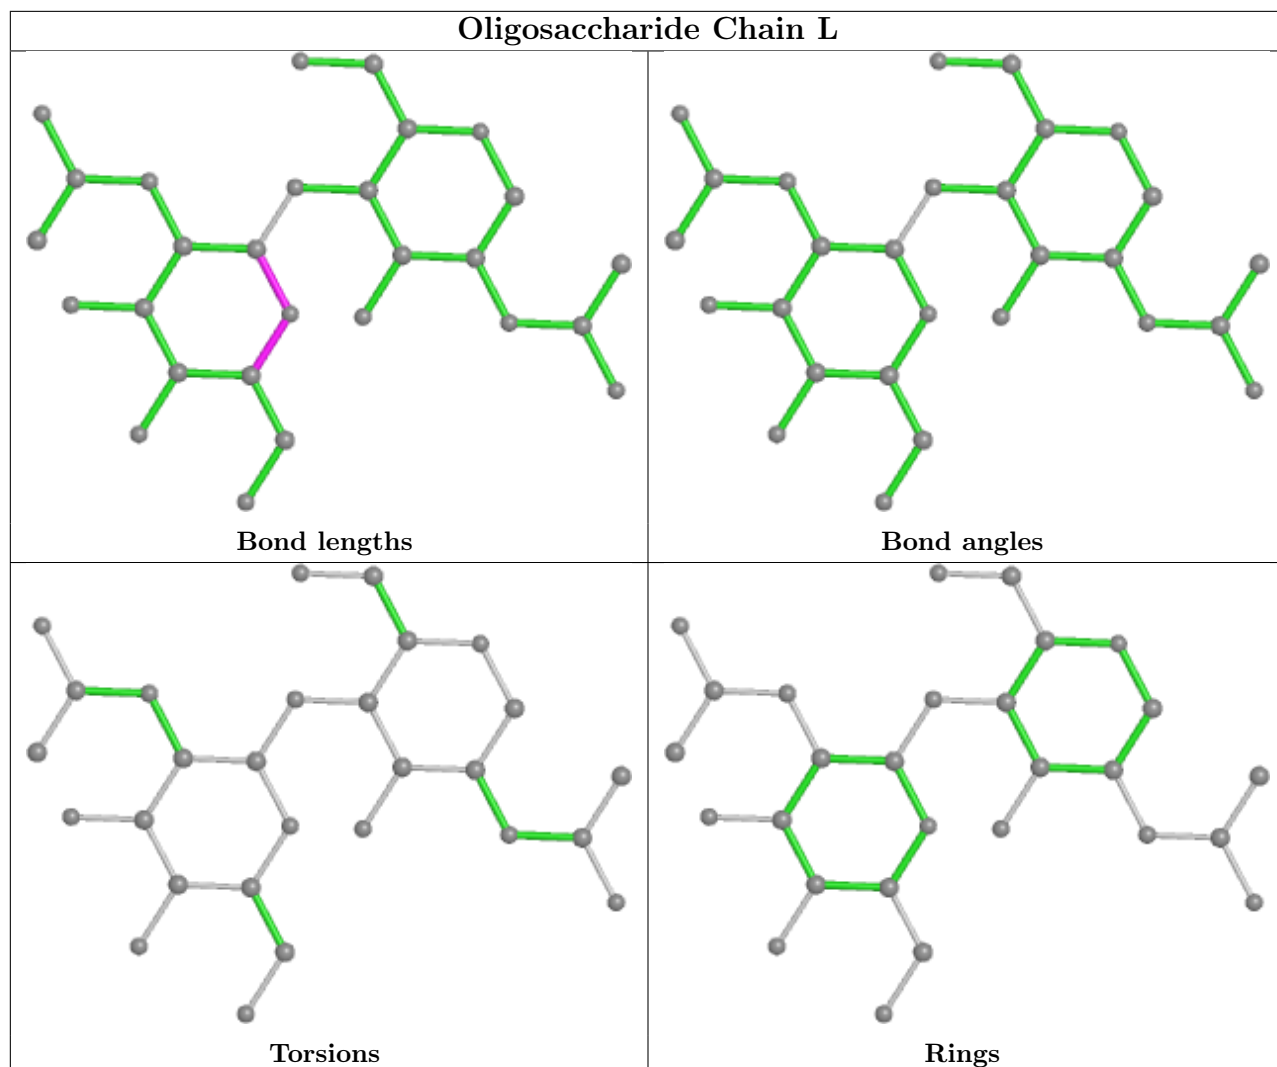 Oligosaccharide Chain L
Bond lengths
Bond angles
Torsions
Rings